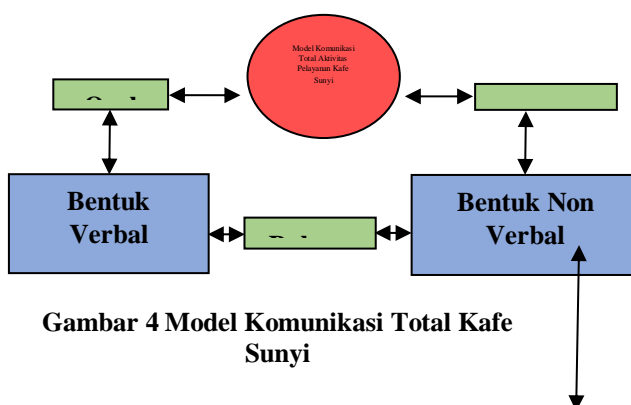 Model Komunikasi
Total Aktivitas
Pelayanan Kafe
Sunyi
Bentuk
Verbal
Bentuk Non
Verbal
Gambar 4 Model Komunikasi Total Kafe
Sunyi